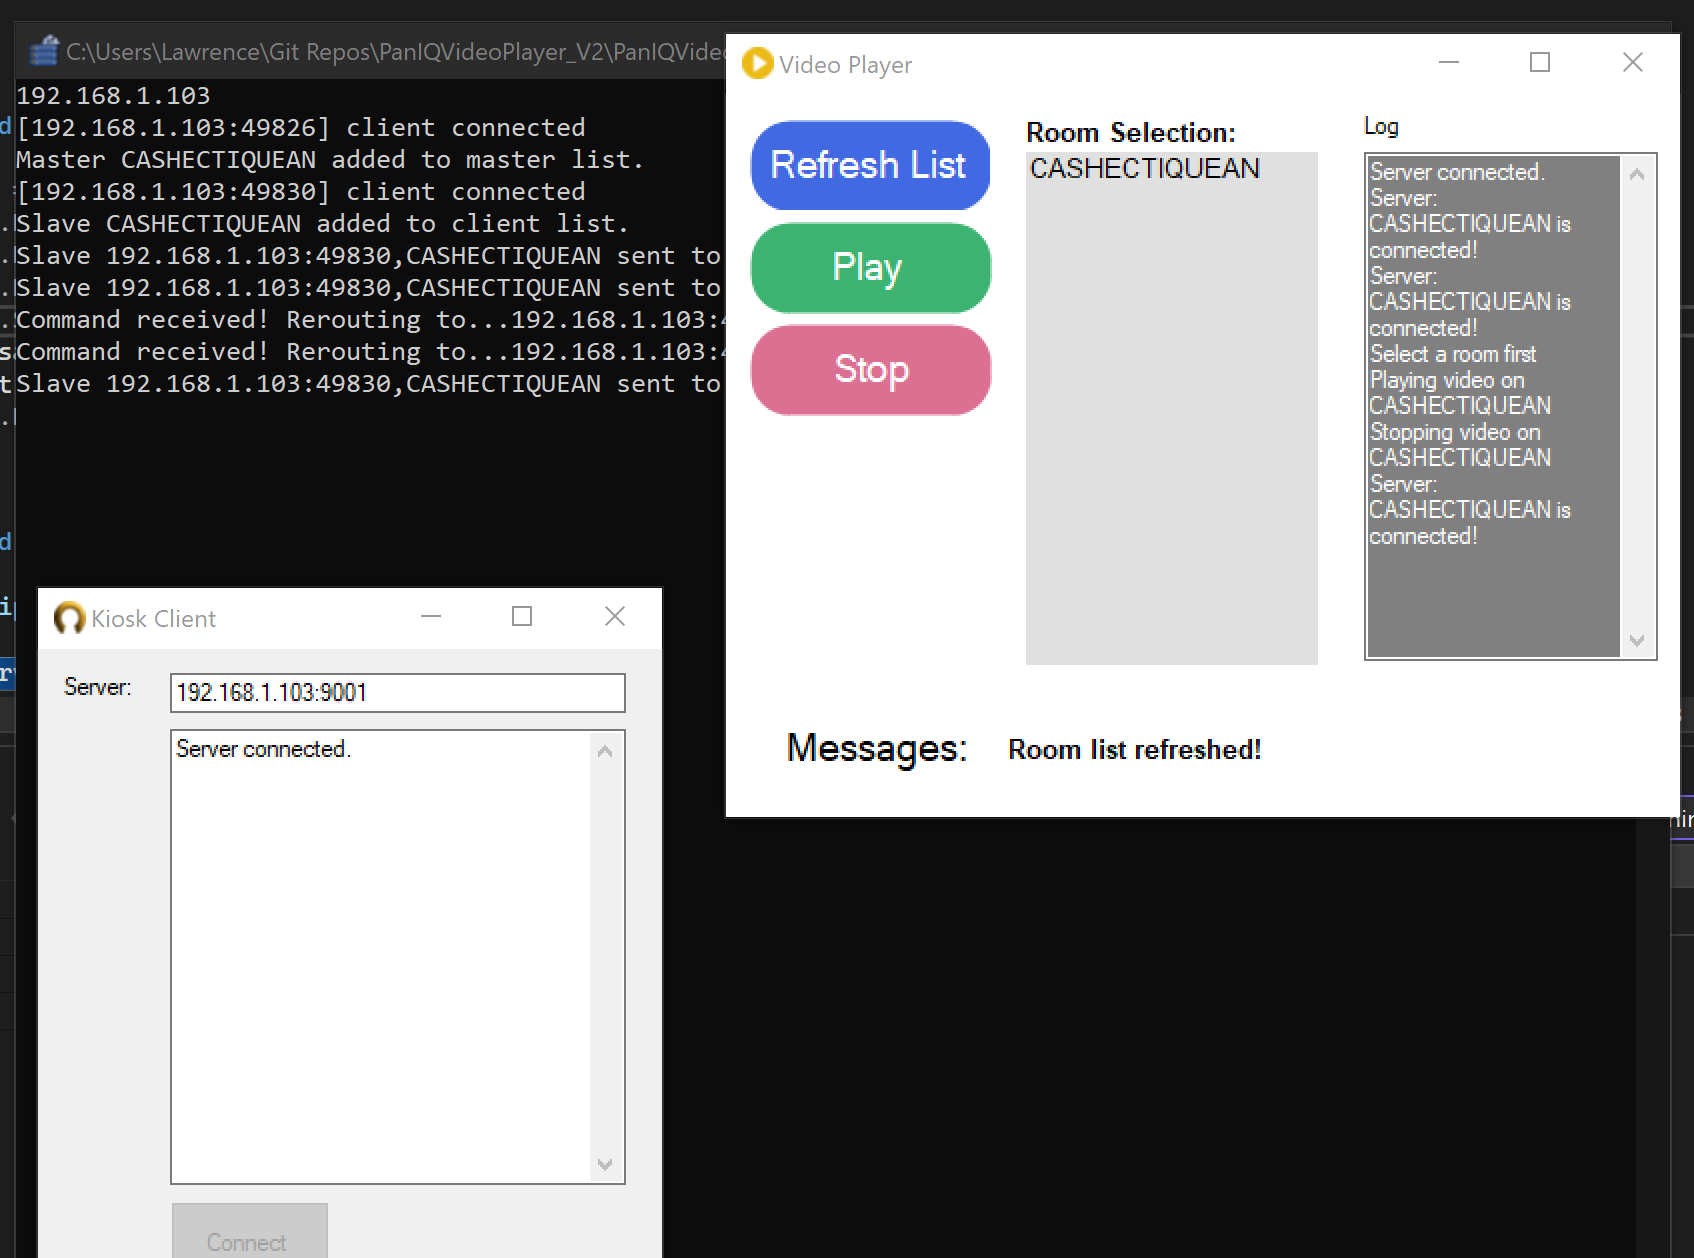 C:\Users\Lawrence\Git Repos\PanIQVideoPlayer_V2\PanIQVideo
192.168.1.103
[192.168.1.103:49826] client connected
Master CASHECTIQUEAN added to master list.
[192.168.1.103:49830] client connected
Slave CASHECTIQUEAN added to client list.
Slave 192.168.1.103:49830,CASHECTIQUEAN sent to
Slave 192.168.1.103:49830,CASHECTIQUEAN sent to
Command received! Rerouting to...192.168.1.103:4
Command received! Rerouting to...192.168.1.103:4
Slave 192.168.1.103:49830,CASHECTIQUEAN sent to
Video Player
Refresh List
Play
Stop
Room Selection:
CASHECTIQUEAN
Log
Server connected.
Server:
CASHECTIQUEAN is
connected!
Server:
CASHECTIQUEAN is
connected!
Select a room first
Playing video on
CASHECTIQUEAN
Stopping video on
CASHECTIQUEAN
Server:
CASHECTIQUEAN is
connected!
Messages: Room list refreshed!
Kiosk Client
Server: 192.168.1.103:9001
Server connected.
Connect